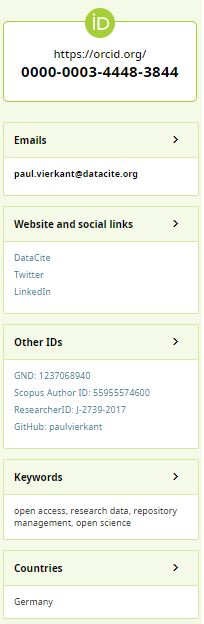 iD
https://orcid.org/
0000-0003-4448-3844
Emails
paul.vierkant@datacite.org
Website and social links
DataCite
Twitter
LinkedIn
Other IDs
GND: 1237068940
Scopus Author ID: 55955574600
ResearcherID: J-2739-2017
GitHub: paulvierkant
Keywords
open access, research data, repository
management, open science
Countries
Germany